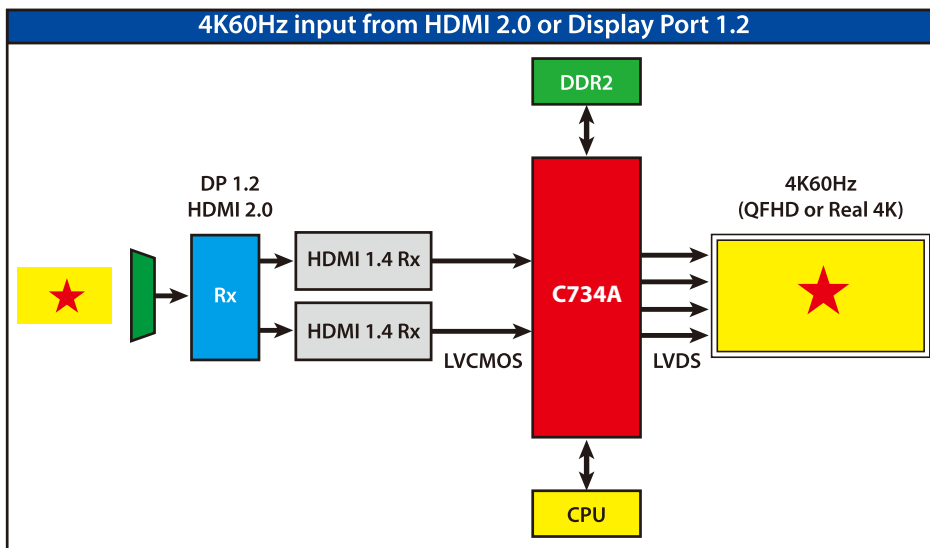 4K60Hz input from HDMI 2.0 or Display Port 1.2
DDR2
DP 1.2
HDMI 2.0
4K60Hz
(QFHD or Real 4K)
HDMI 1.4 Rx
Rx
C734A
HDMI 1.4 Rx
LVCMOS
LVDS
CPU